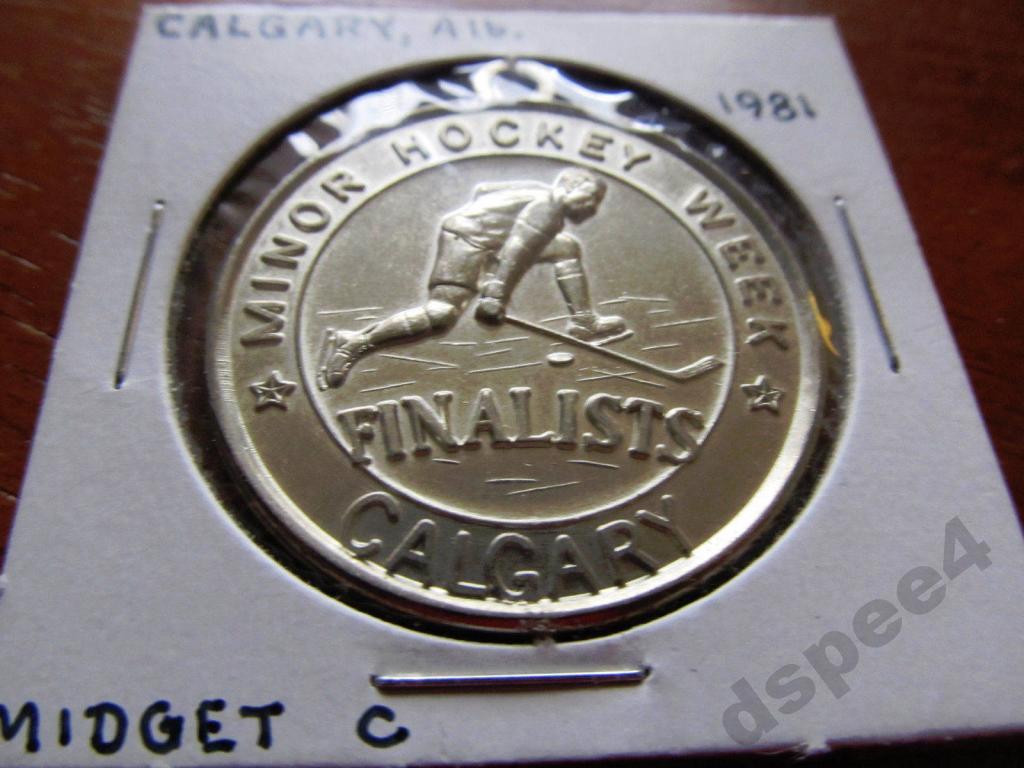 CALGARY, Alb.
1981
MINOR HOCKEY WEEK
FINALISTS
CALGARY
MIDGET C
dspee4